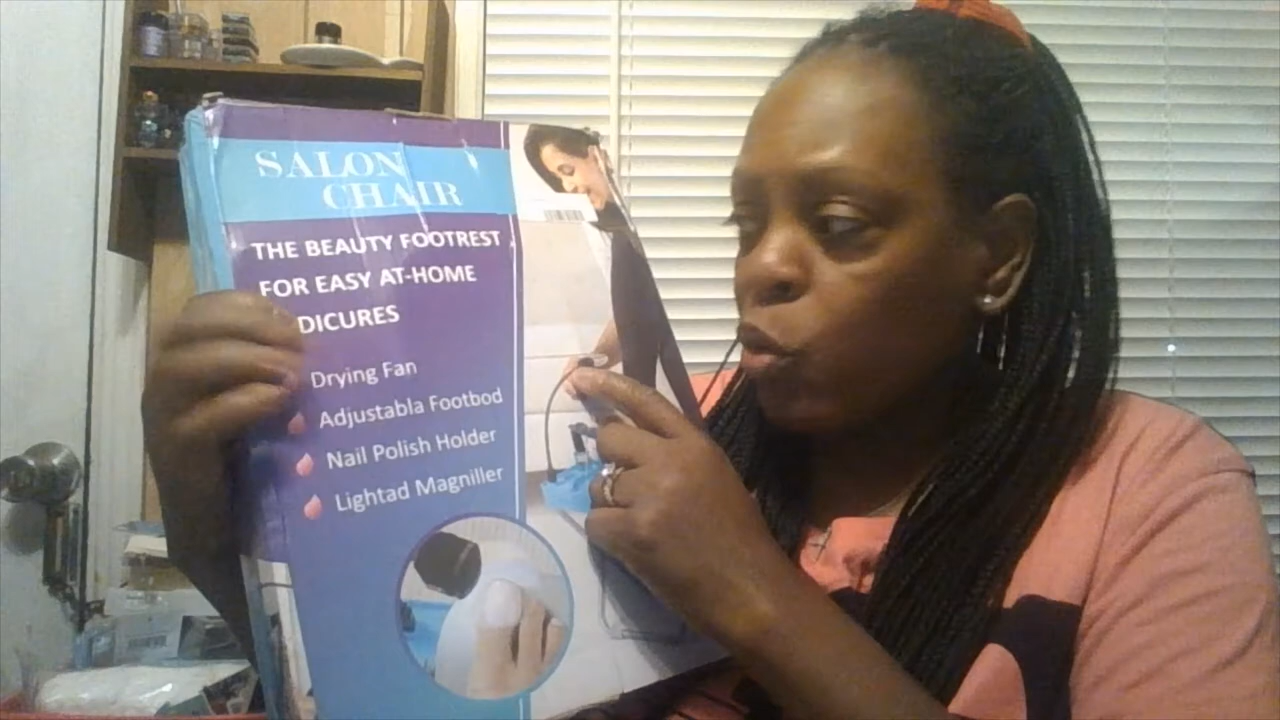 SALON
CHAIR
THE BEAUTY FOOTREST
FOR EASY AT-HOME
DICURES
Drying Fan
Adjustabla Footbod
Nail Polish Holder
Lightad Magniller